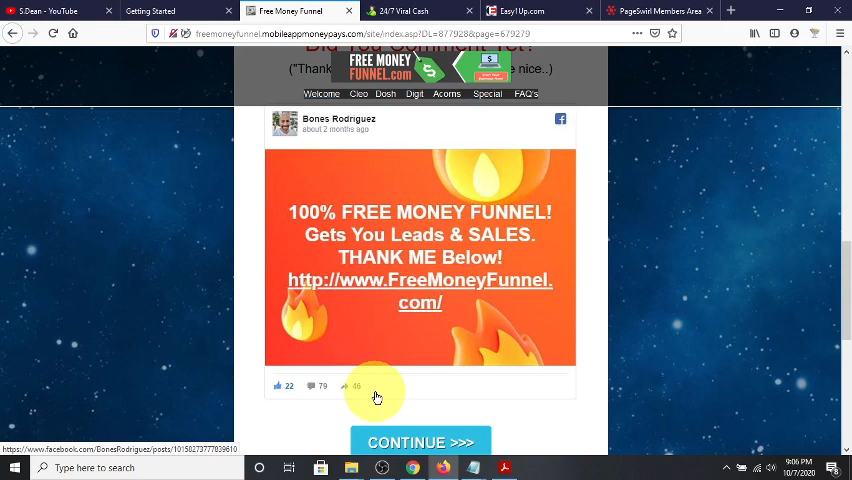 S.Dean - YouTube
Getting Started
Free Money Funnel
24/7 Viral Cash
Easy1Up.com
PageSwirl Members Area
freemoneyfunnel.mobileappmoneypays.com/site/index.asp?DL=877928&page=679279
FREE MONEY
FUNNEL.com
Welcome Cleo Dosh Digit Acorns Special FAQ's
Bones Rodriguez
about 2 months ago
100% FREE MONEY FUNNEL!
Gets You Leads & SALES.
THANK ME Below!
http://www.FreeMoneyFunnel.
com/
22 79 46
CONTINUE >>>
https://www.facebook.com/BonesRodriguez/posts/10158273777839610
Type here to search
9:06 PM
10/7/2020